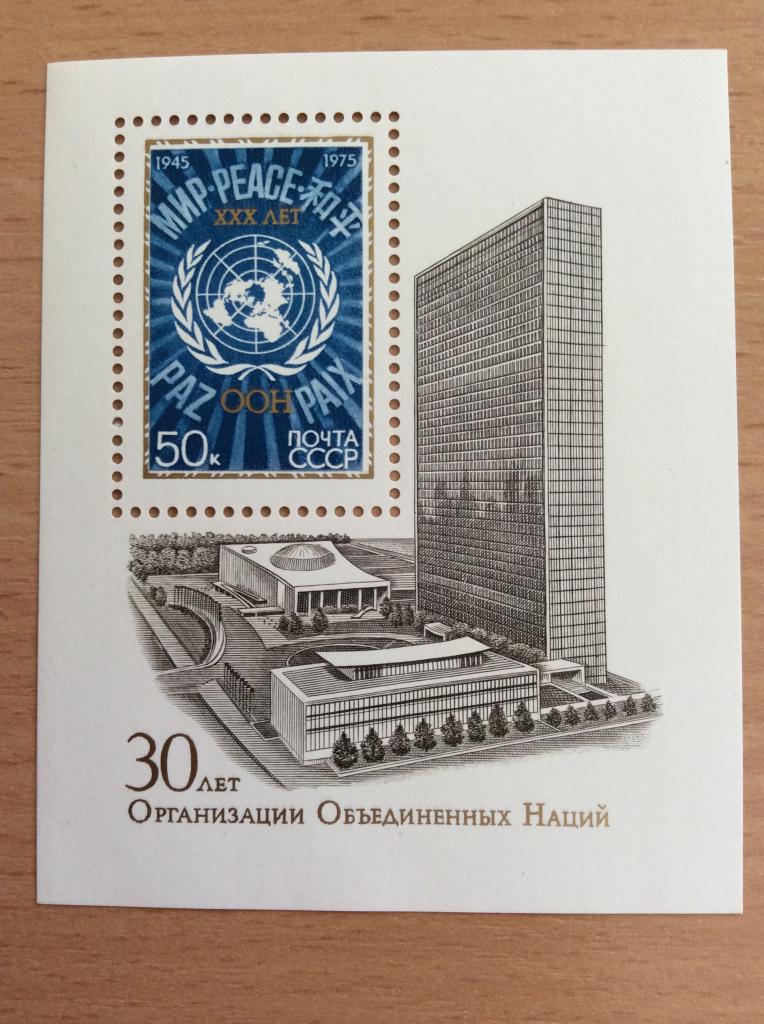 1945 1975
МИР·PEACE·和平
XXX ЛЕТ
PAZ ООН PAIX
50к ПОЧТА
СССР
30 ЛЕТ
Организации Объединенных Наций